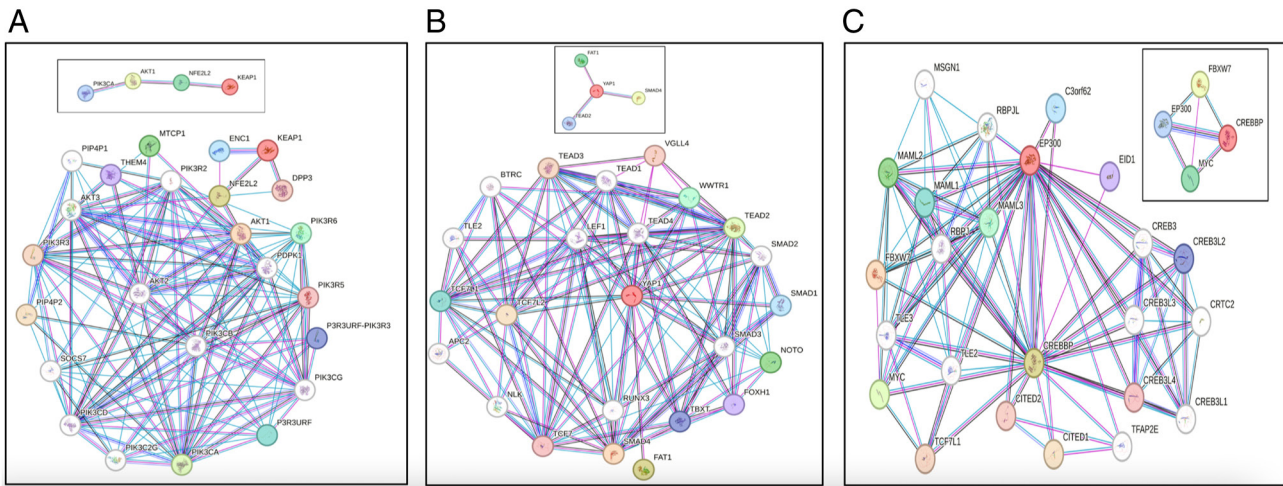 A
B
C
PIK3CA
AKT1
NFE2L2
KEAP1
PIP4P1
MTCP1
THEM4
PIK3R2
ENC1
KEAP1
NFE2L2
DPP3
AKT3
AKT1
PIK3R6
PIK3R3
PDPK1
AKT2
PIK3R5
PIP4P2
P3R3URF-PIK3R3
PIK3CB
SOCS7
PIK3CG
PIK3CD
P3R3URF
PIK3C2G
PIK3CA
FAT1
YAP1
SMAD4
TEAD2
VGLL4
TEAD3
TEAD1
BTRC
WWTR1
TLE2
LEF1
TEAD4
TEAD2
SMAD2
TCF7L1
TCF7L2
YAP1
SMAD1
APC2
SMAD3
NOTO
NLK
RUNX3
FOXH1
TBXT
TCF7
SMAD4
FAT1
MSGN1
C3orf62
RBPJL
EP300
MAML2
EID1
MAML1
MAML3
CREB3
CREB3L2
FBXW7
CREB3L3
CRTC2
TLE3
TLE2
CREBBP
MYC
CREB3L4
CREB3L1
CITED2
TCF7L1
CITED1
TFAP2E
FBXW7
EP300
CREBBP
MYC